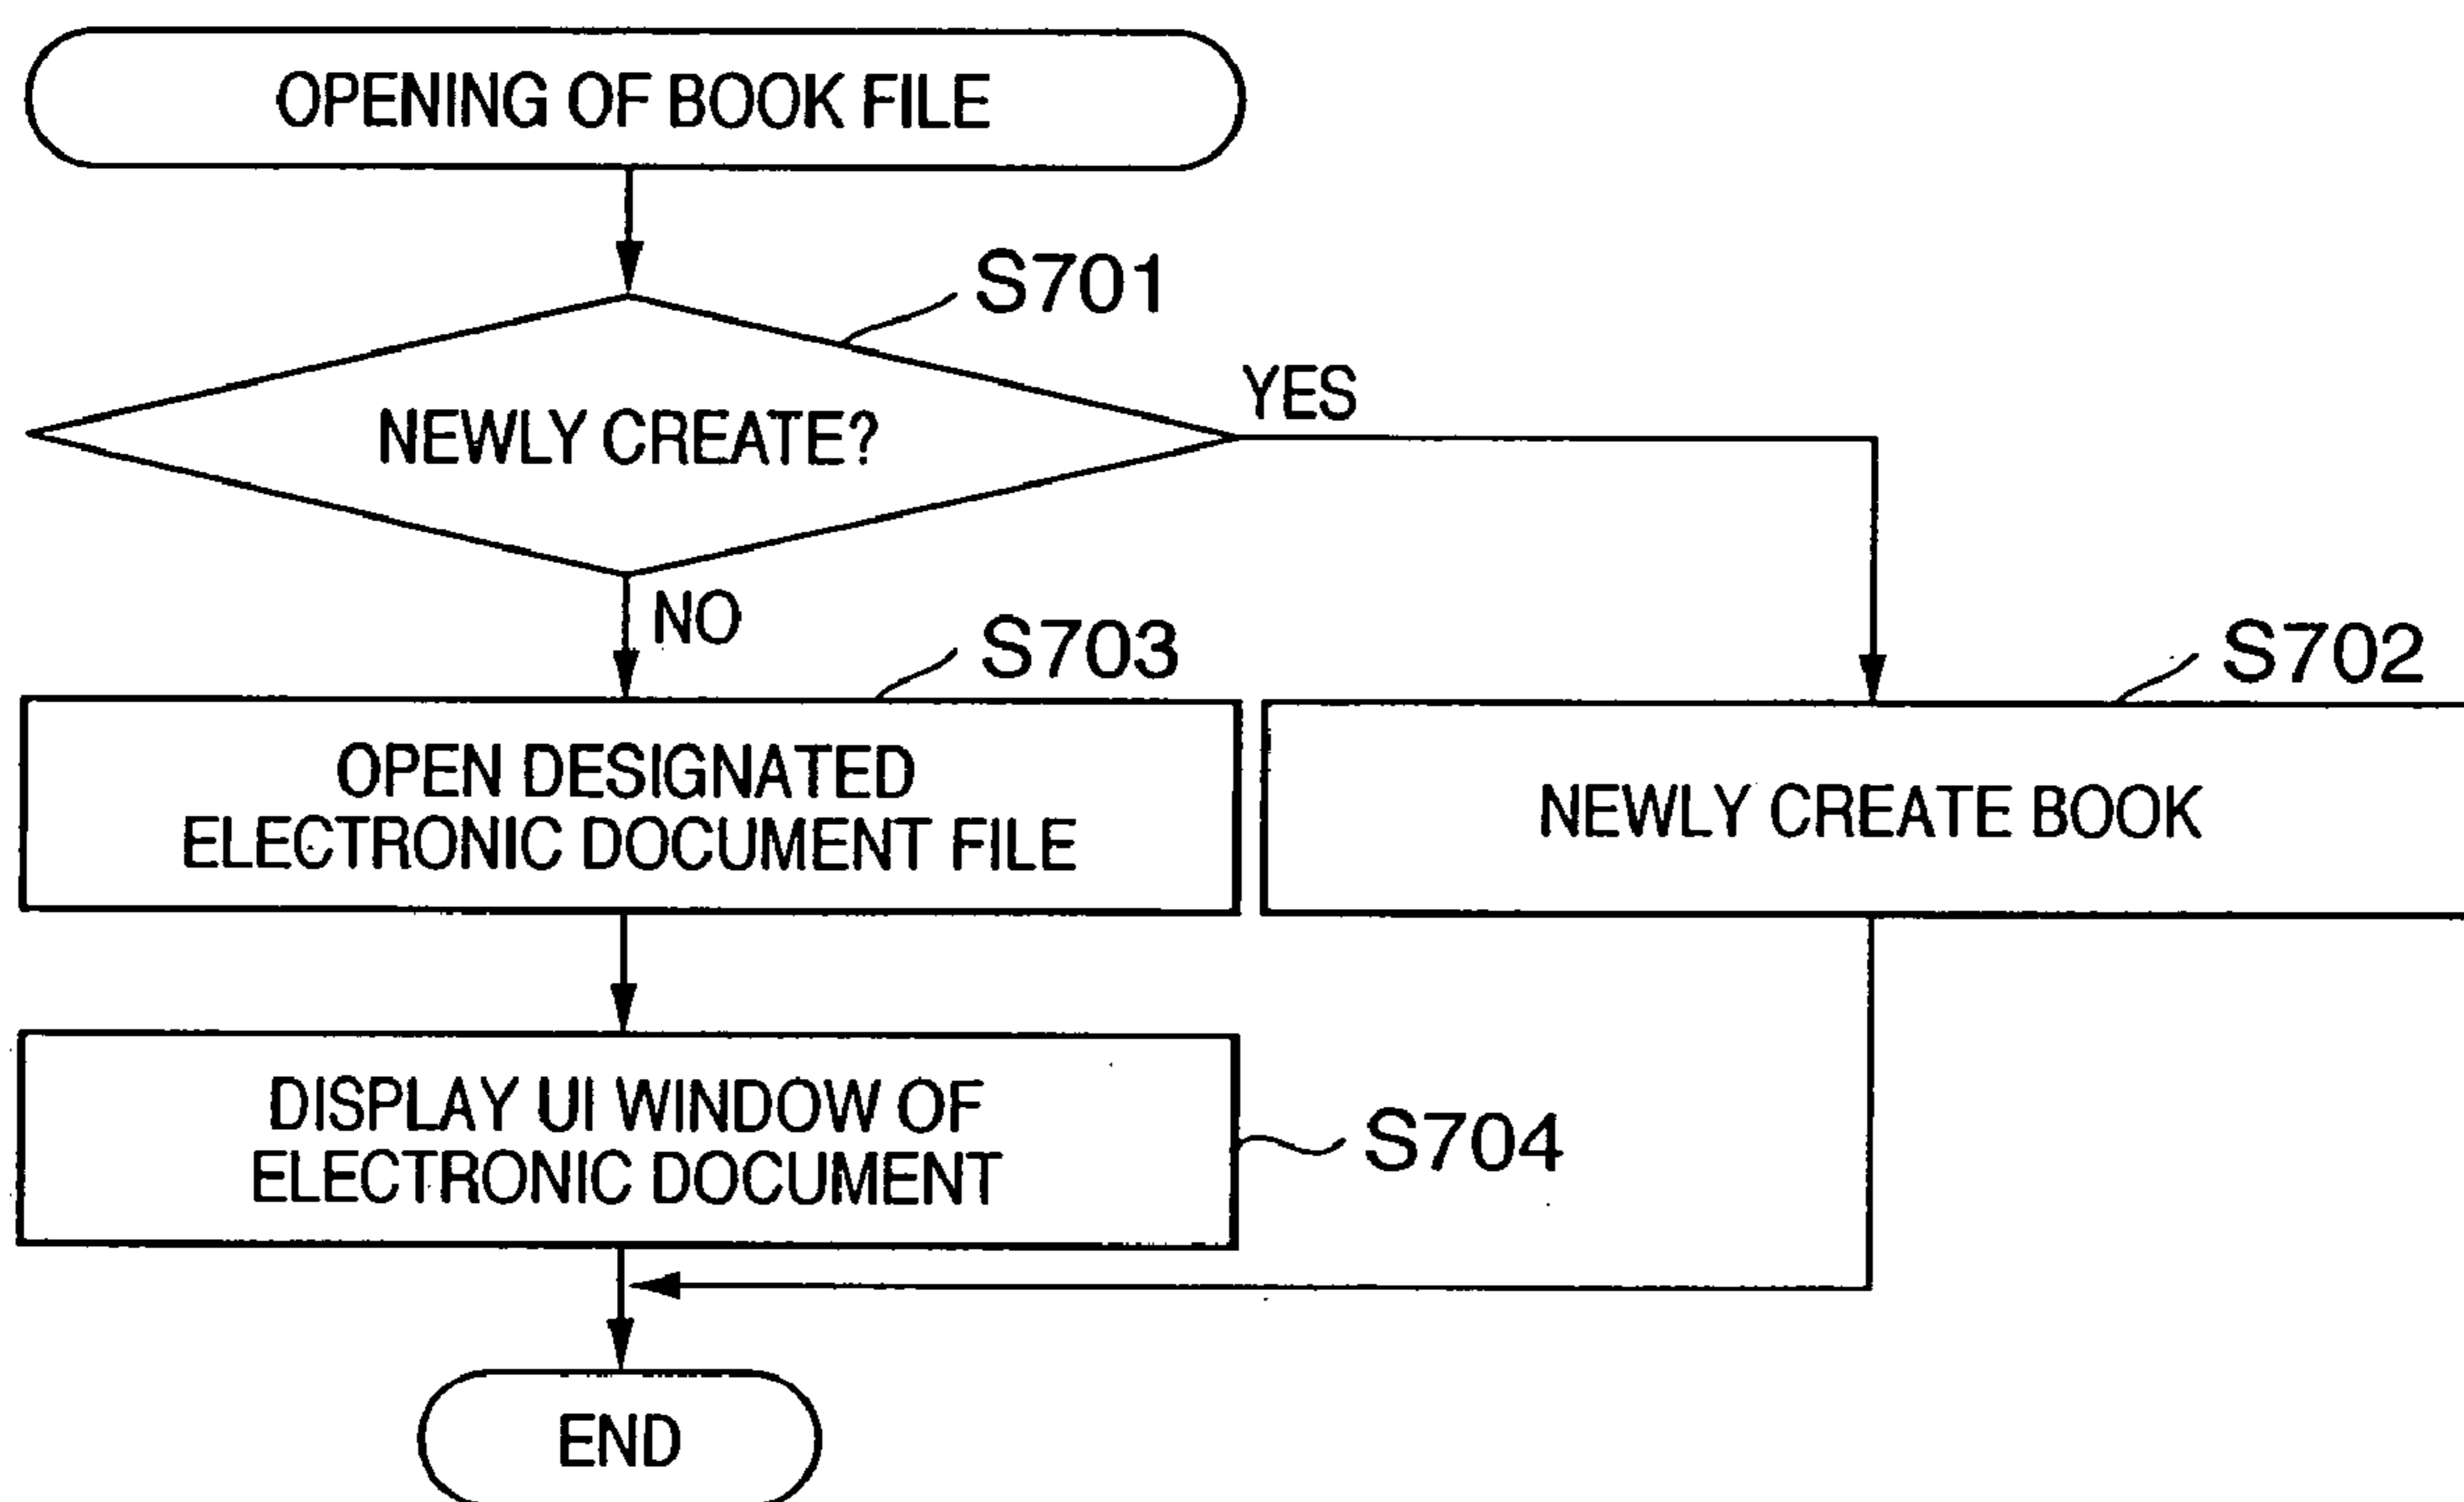 OPENING OF BOOK FILE
S701
YES
NEWLY CREATE?
NO
S703
S702
OPEN DESIGNATED
ELECTRONIC DOCUMENT FILE
NEWLY CREATE BOOK
DISPLAY UI WINDOW OF
ELECTRONIC DOCUMENT
S704
END